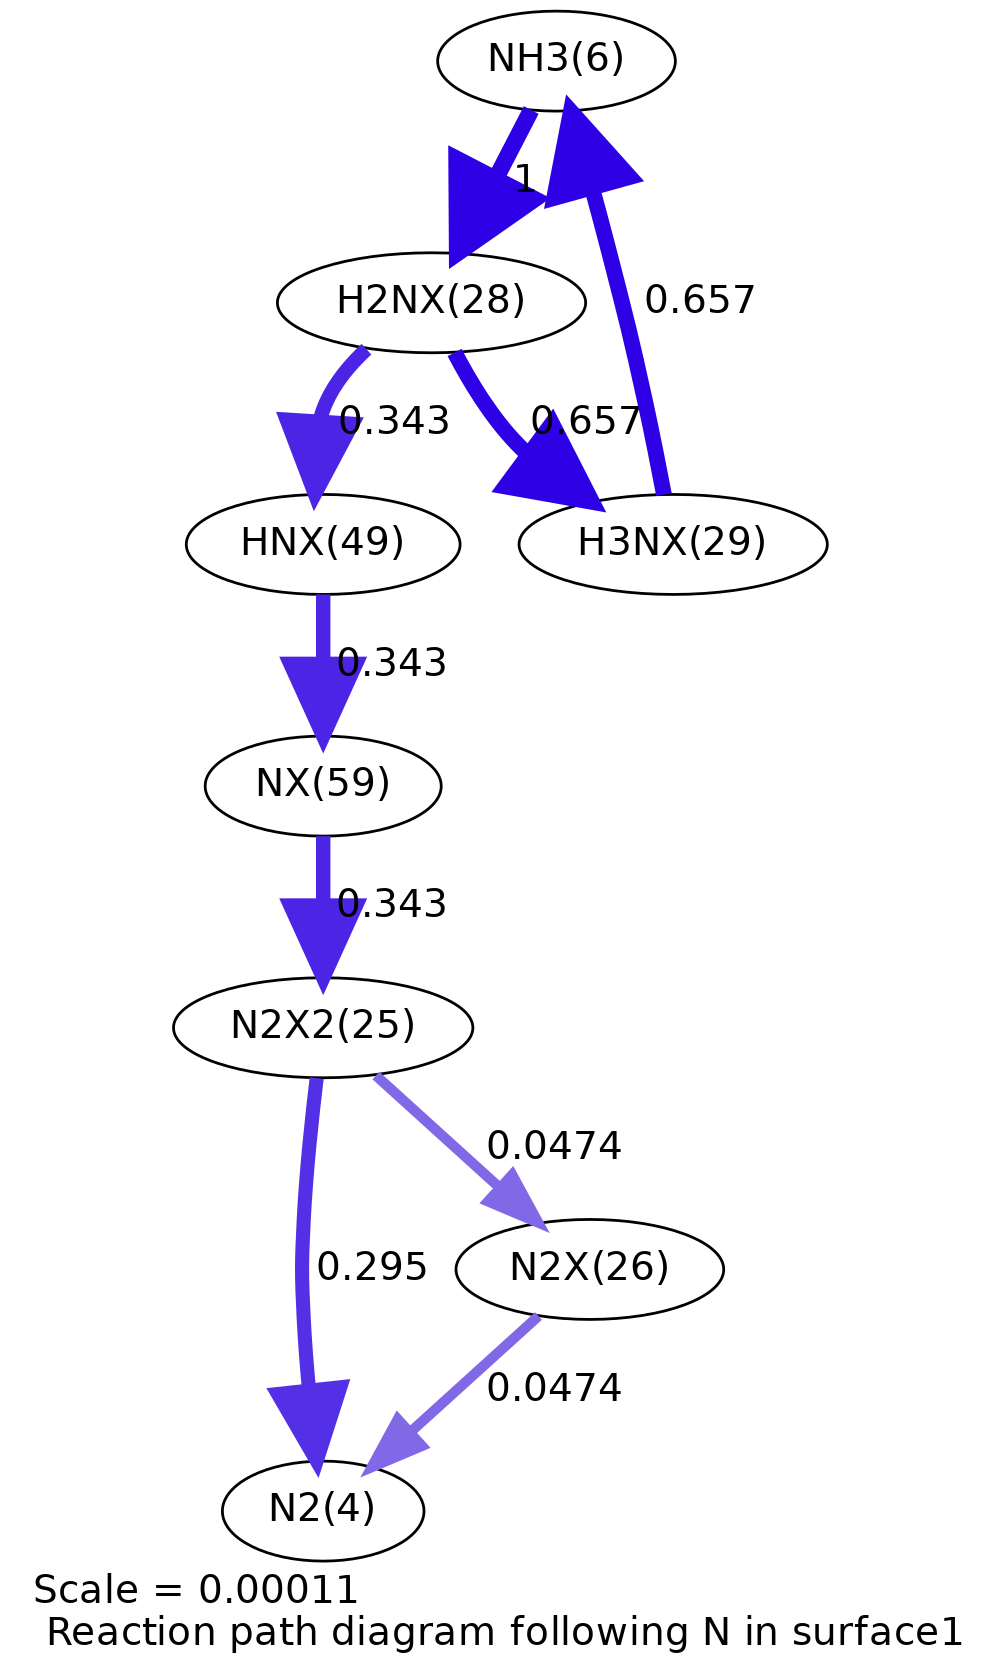 NH3(6)
1
H2NX(28)
0.657
0.343
0.657
HNX(49)
H3NX(29)
0.343
NX(59)
0.343
N2X2(25)
0.0474
0.295
N2X(26)
0.0474
N2(4)
Scale = 0.00011
Reaction path diagram following N in surface1